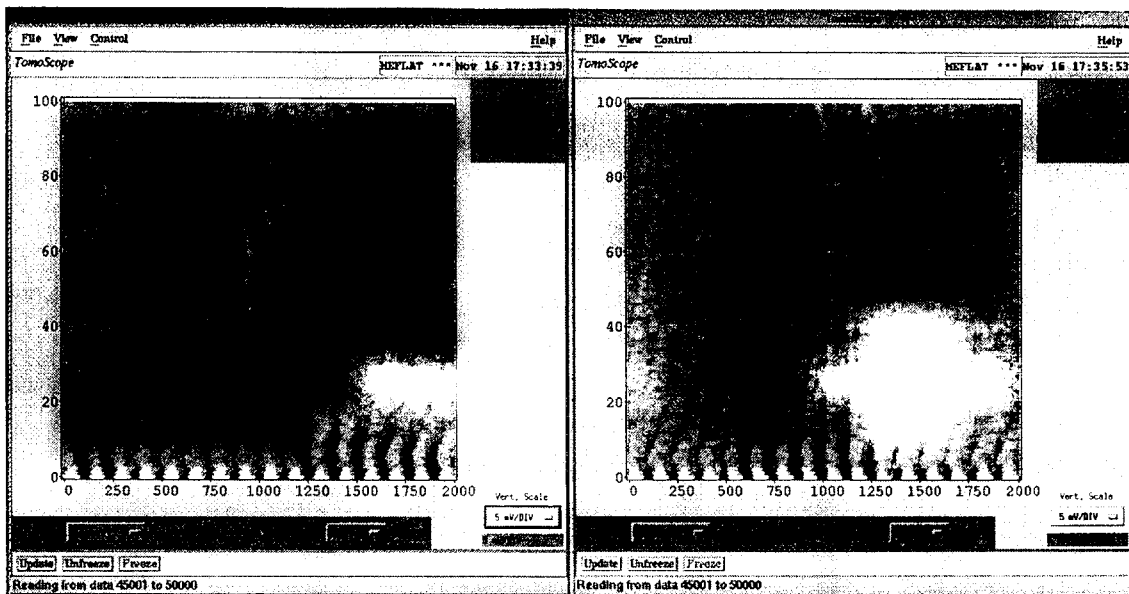 File View Control Help
TomoScope
HEFLAT *** Nov 16 17:33:39
100
80
60
40
20
0
0 250 500 750 1000 1250 1500 1750 2000
Vert. Scale
5 mV/DIV
Update Unfreeze Freeze
Reading from data 45001 to 50000
File View Control Help
TomoScope
HEFLAT *** Nov 16 17:35:53
100
80
60
40
20
0
0 250 500 750 1000 1250 1500 1750 2000
Vert. Scale
5 mV/DIV
Update Unfreeze Freeze
Reading from data 45001 to 50000